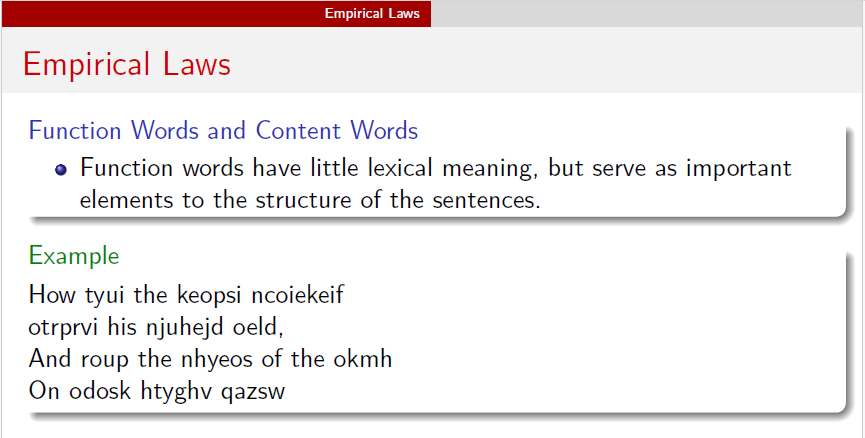 Empirical Laws
Empirical Laws
Function Words and Content Words
Function words have little lexical meaning, but serve as important
elements to the structure of the sentences.
Example
How tyui the keopsi ncoiekeif
otrprvi his njuhejd oeld,
And roup the nhyeos of the okmh
On odosk htyghv qazsw